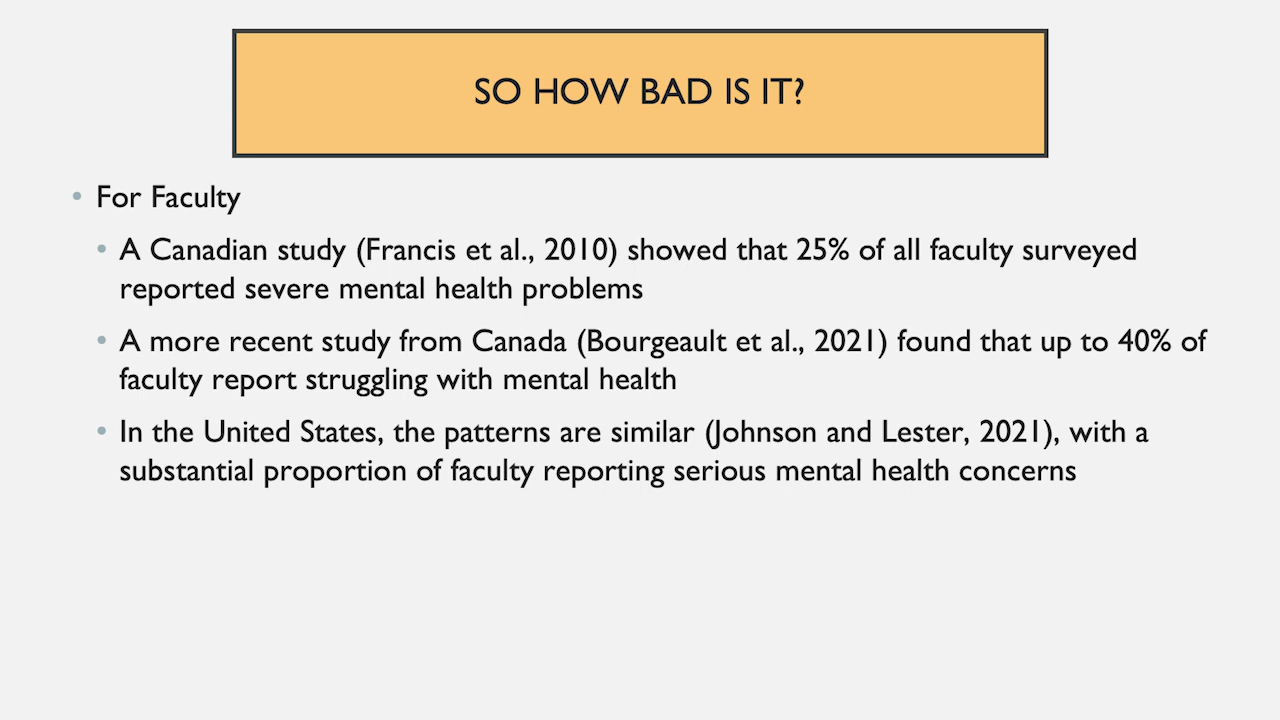 SO HOW BAD IS IT?
• For Faculty
• A Canadian study (Francis et al., 2010) showed that 25% of all faculty surveyed
reported severe mental health problems
• A more recent study from Canada (Bourgeault et al., 2021) found that up to 40% of
faculty report struggling with mental health
• In the United States, the patterns are similar (Johnson and Lester, 2021), with a
substantial proportion of faculty reporting serious mental health concerns